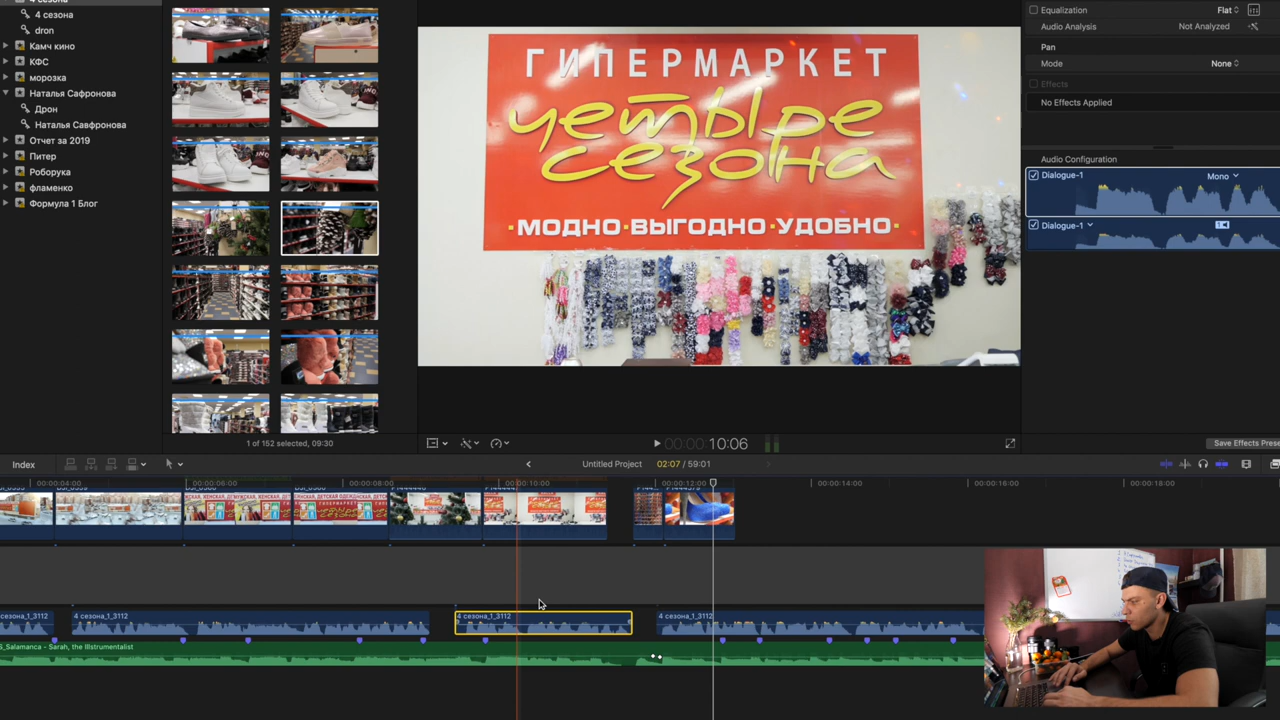 4 сезона
dron
Камч кино
КФС
морозка
Наталья Сафронова
Дрон
Наталья Савфронова
Отчет за 2019
Питер
Роборука
фламенко
Формула 1 Блог
1 of 152 selected, 09:30
ГИПЕРМАРКЕТ
четыре
сезона
·МОДНО·ВЫГОДНО·УДОБНО·
00:00:10:06
Equalization
Flat
Audio Analysis
Not Analyzed
Pan
Mode
None
Effects
No Effects Applied
Audio Configuration
Dialogue-1
Mono
Dialogue-1
Save Effects Prese
Index
Untitled Project
02:07 / 59:01
00:00:04:00
00:00:06:00
00:00:08:00
00:00:10:00
00:00:12:00
00:00:14:00
00:00:16:00
00:00:18:00
сезона_1_3112
4 сезона_1_3112
4 сезона_1_3112
4 сезона_1_3112
S_Salamanca - Sarah, the Illstrumentalist